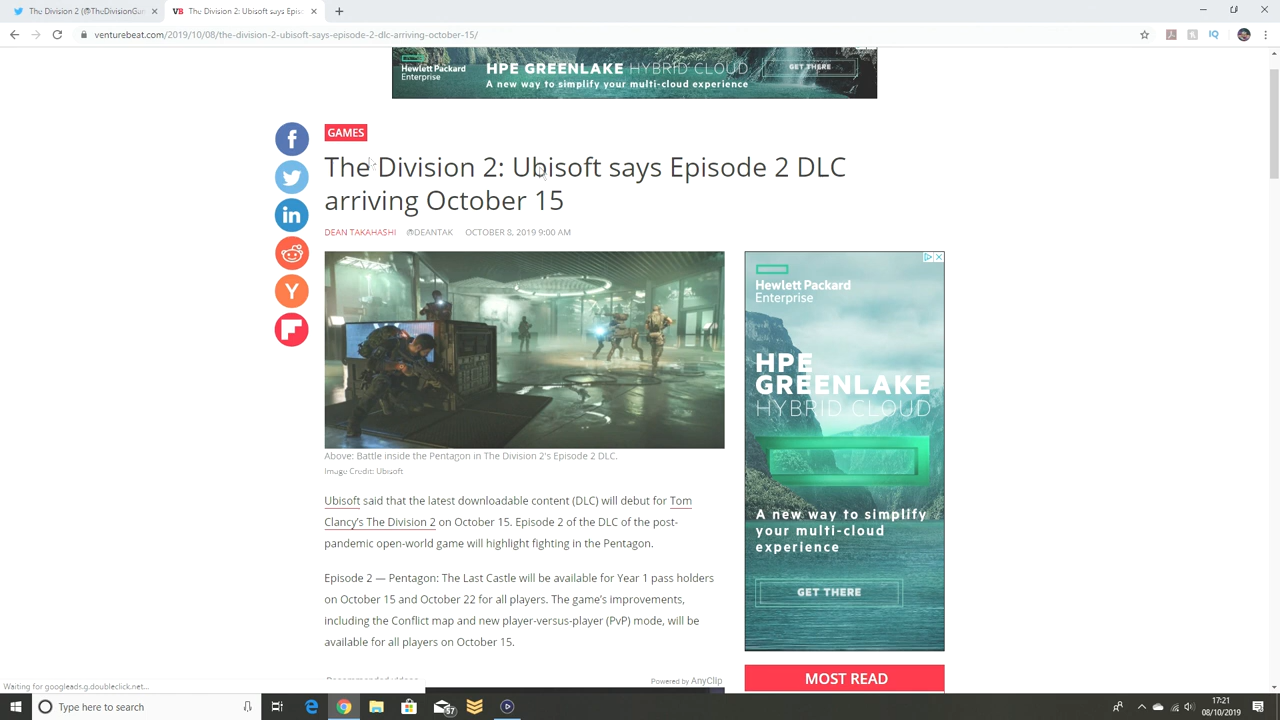 The Division 2 (@TheDivisionGam
The Division 2: Ubisoft says Episo
venturebeat.com/2019/10/08/the-division-2-ubisoft-says-episode-2-dlc-arriving-october-15/
IQ
Hewlett Packard
Enterprise
HPE GREENLAKE HYBRID CLOUD
A new way to simplify your multi-cloud experience
GET THERE
GAMES
The Division 2: Ubisoft says Episode 2 DLC
arriving October 15
DEAN TAKAHASHI @DEANTAK OCTOBER 8, 2019 9:00 AM
Above: Battle inside the Pentagon in The Division 2's Episode 2 DLC.
Image Credit: Ubisoft
Ubisoft said that the latest downloadable content (DLC) will debut for Tom
Clancy's The Division 2 on October 15. Episode 2 of the DLC of the post-
pandemic open-world game will highlight fighting in the Pentagon.
Episode 2 — Pentagon: The Last Castle will be available for Year 1 pass holders
on October 15 and October 22 for all players. The game's improvements,
including the Conflict map and new player-versus-player (PvP) mode, will be
available for all players on October 15.
Powered by AnyClip
Hewlett Packard
Enterprise
HPE
GREENLAKE
HYBRID CLOUD
A new way to simplify
your multi-cloud
experience
GET THERE
MOST READ
Waiting for googleads.g.doubleclick.net...
Type here to search
67
17:21
08/10/2019